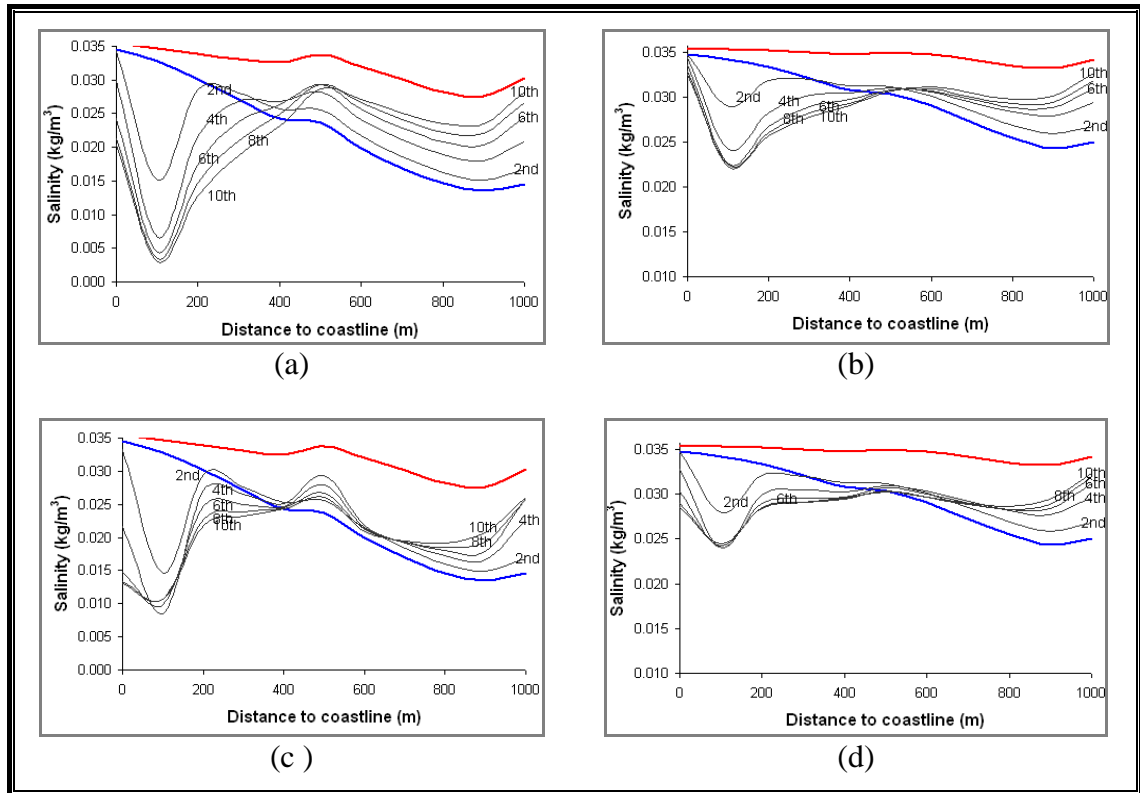 Salinity (kg/m³)
0.035
0.030
0.025
0.020
0.015
0.010
0.005
0.000
2nd
4th
6th
8th
10th
10th
6th
2nd
0 200 400 600 800 1000
Distance to coastline (m)
(a)
Salinity (kg/m³)
0.035
0.030
0.025
0.020
0.015
0.010
2nd
4th
6th
8th
10th
10th
6th
2nd
0 200 400 600 800 1000
Distance to coastline (m)
(b)
Salinity (kg/m³)
0.035
0.030
0.025
0.020
0.015
0.010
0.005
0.000
2nd
4th
6th
8th
10th
10th
8th
4th
2nd
0 200 400 600 800 1000
Distance to coastline (m)
(c )
Salinity (kg/m³)
0.035
0.030
0.025
0.020
0.015
0.010
2nd
6th
10th
6th
8th
4th
2nd
0 200 400 600 800 1000
Distance to coastline (m)
(d)